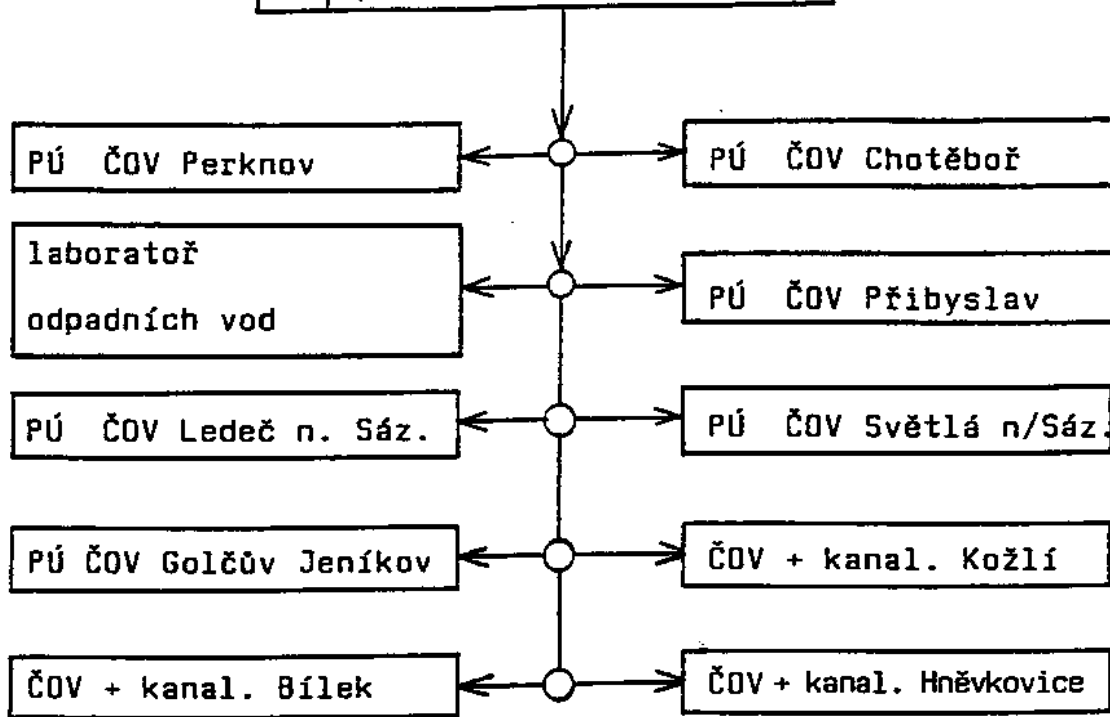 PÚ ČOV Perknov
PÚ ČOV Chotěboř
laboratoř
odpadních vod
PÚ ČOV Přibyslav
PÚ ČOV Ledeč n. Sáz.
PÚ ČOV Světlá n/Sáz.
PÚ ČOV Golčův Jeníkov
ČOV + kanal. Kožlí
ČOV + kanal. Bílek
ČOV + kanal. Hněvkovice